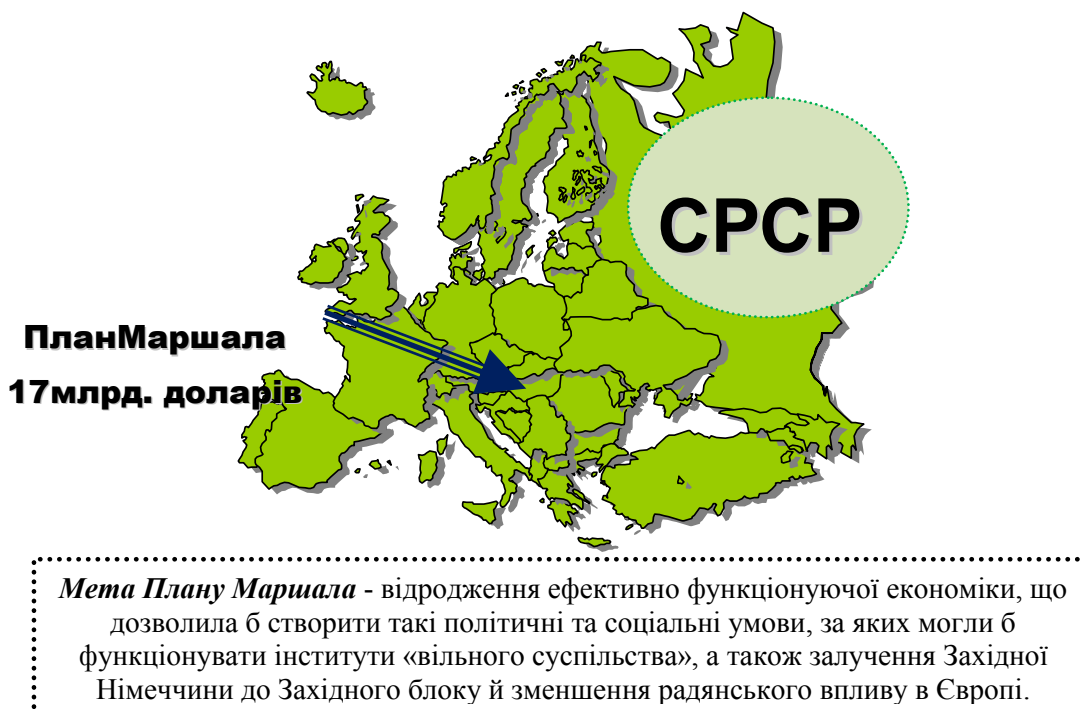 СРСР
ПланМаршала
17млрд. доларів
Мета Плану Маршала - відродження ефективно функціонуючої економіки, що
дозволила б створити такі політичні та соціальні умови, за яких могли б
функціонувати інститути «вільного суспільства», а також залучення Західної
Німеччини до Західного блоку й зменшення радянського впливу в Європі.